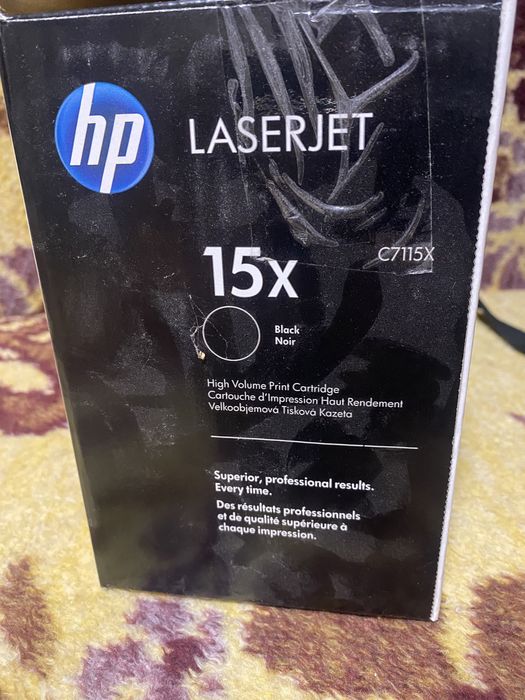 hp
LASERJET
15x
C7115X
Black
Noir
High Volume Print Cartridge
Cartouche d'Impression Haut Rendement
Velkoobjemová Tisková Kazeta
Superior, professional results.
Every time.
Des résultats professionnels
et de qualité supérieure à
chaque impression.